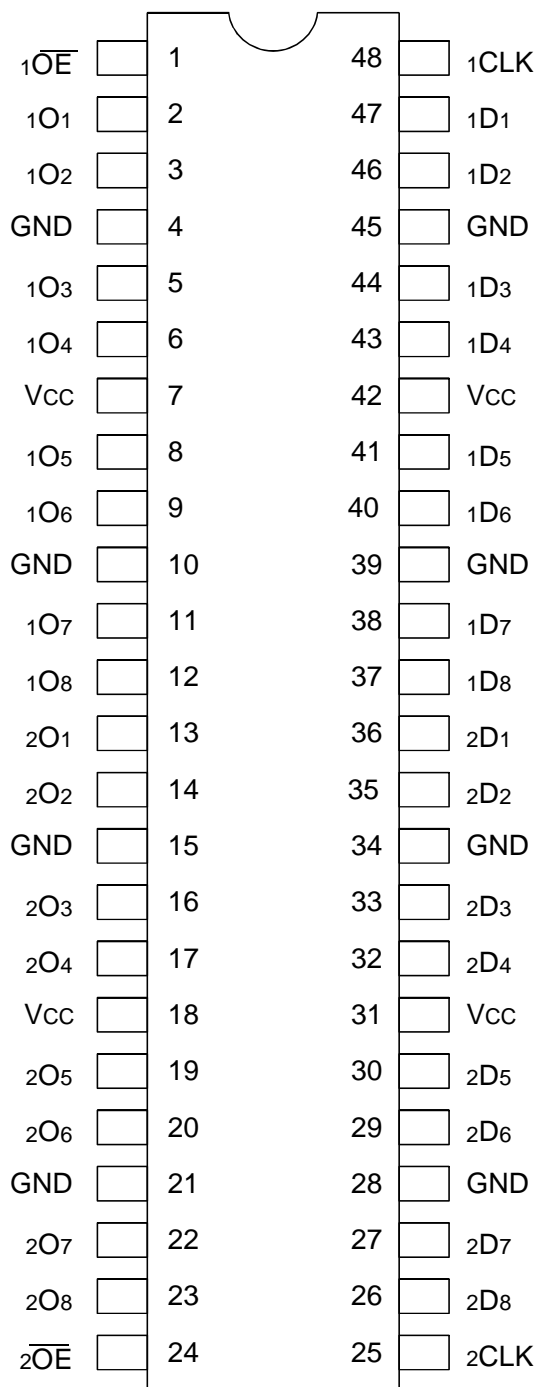 1OE 1 48 1CLK
1O1 2 47 1D1
1O2 3 46 1D2
GND 4 45 GND
1O3 5 44 1D3
1O4 6 43 1D4
VCC 7 42 VCC
1O5 8 41 1D5
1O6 9 40 1D6
GND 10 39 GND
1O7 11 38 1D7
1O8 12 37 1D8
2O1 13 36 2D1
2O2 14 35 2D2
GND 15 34 GND
2O3 16 33 2D3
2O4 17 32 2D4
VCC 18 31 VCC
2O5 19 30 2D5
2O6 20 29 2D6
GND 21 28 GND
2O7 22 27 2D7
2O8 23 26 2D8
2OE 24 25 2CLK